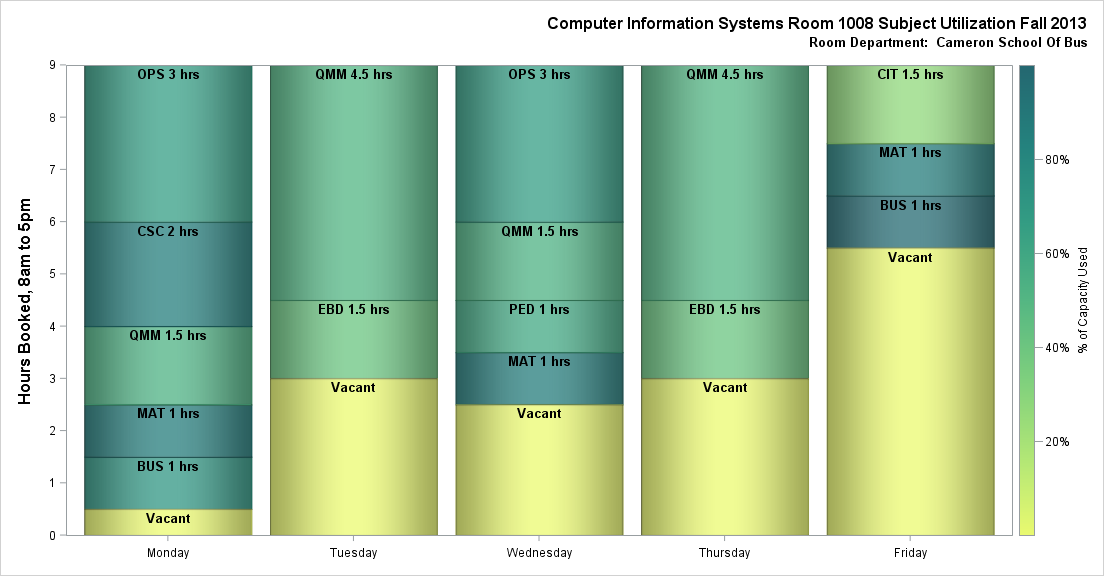 Computer Information Systems Room 1008 Subject Utilization Fall 2013
Room Department:  Cameron School Of Bus
Hours Booked, 8am to 5pm
9
8
7
6
5
4
3
2
1
0
OPS 3 hrs
CSC 2 hrs
QMM 1.5 hrs
MAT 1 hrs
BUS 1 hrs
Vacant
QMM 4.5 hrs
EBD 1.5 hrs
Vacant
OPS 3 hrs
QMM 1.5 hrs
PED 1 hrs
MAT 1 hrs
Vacant
QMM 4.5 hrs
EBD 1.5 hrs
Vacant
CIT 1.5 hrs
MAT 1 hrs
BUS 1 hrs
Vacant
Monday
Tuesday
Wednesday
Thursday
Friday
80%
60%
40%
20%
% of Capacity Used